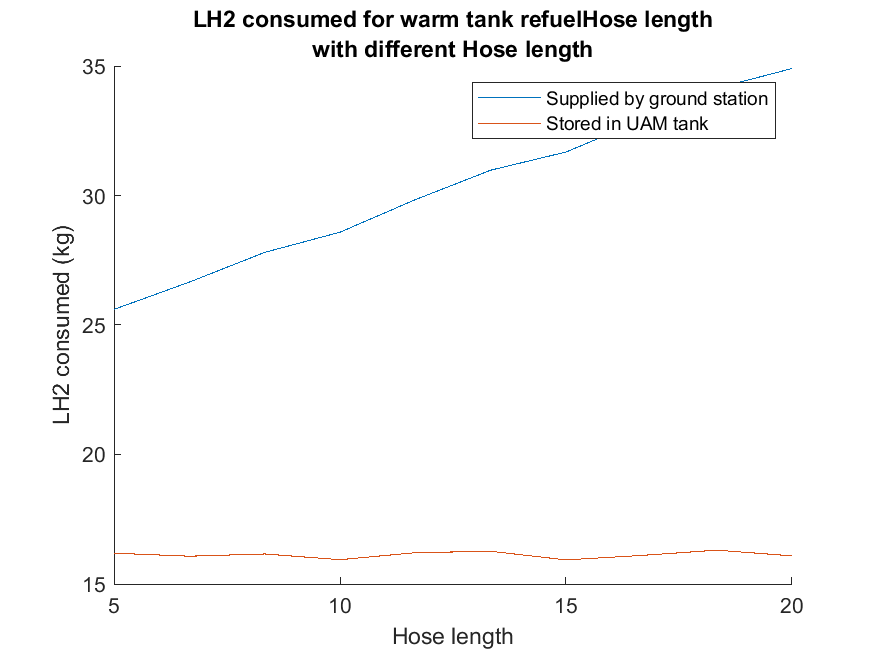 LH2 consumed for warm tank refuelHose length
with different Hose length
35
Supplied by ground station
Stored in UAM tank
30
25
20
15
LH2 consumed (kg)
5
10
15
20
Hose length